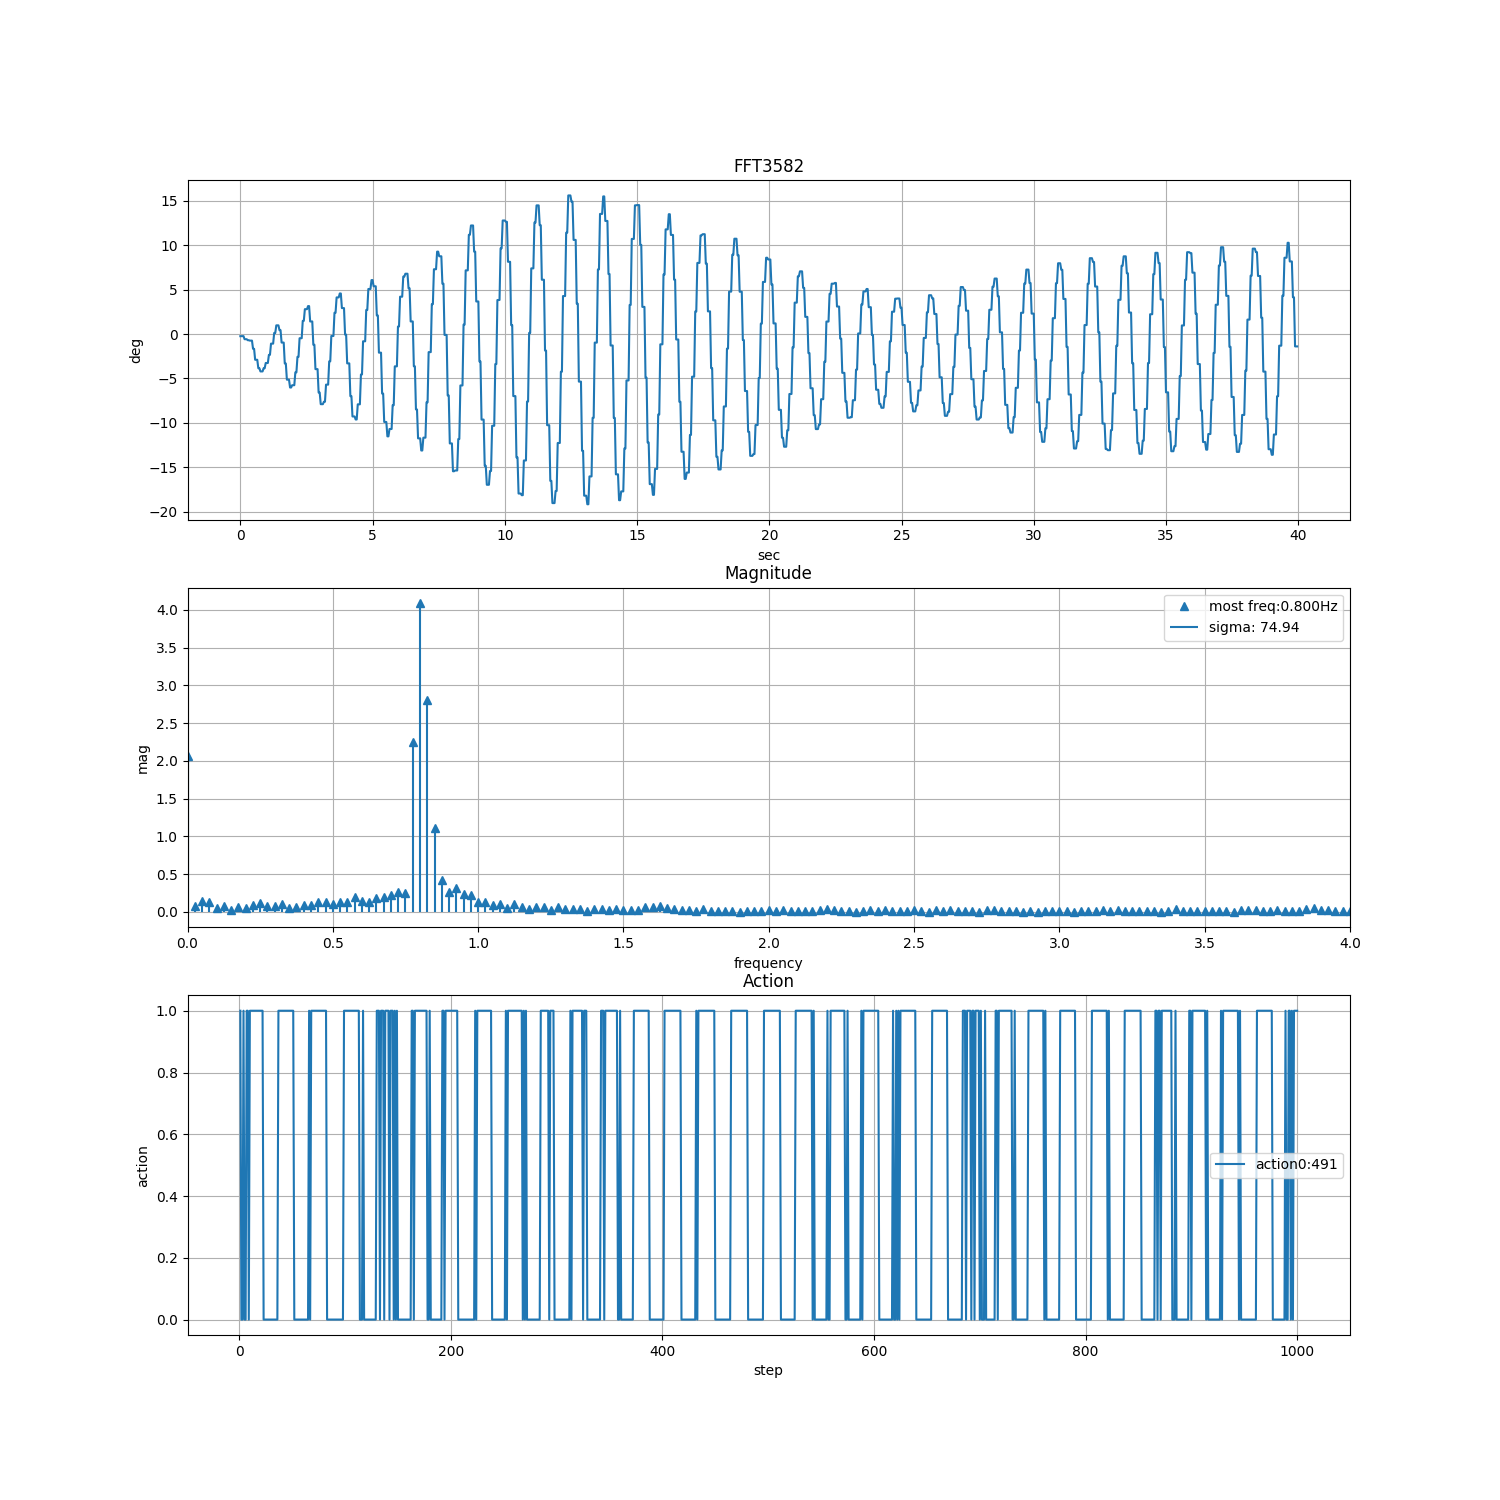 FFT3582
15
10
5
0
−5
−10
−15
−20
deg
0 5 10 15 20 25 30 35 40
sec
Magnitude
4.0
3.5
3.0
2.5
2.0
1.5
1.0
0.5
0.0
mag
most freq:0.800Hz
sigma: 74.94
0.0 0.5 1.0 1.5 2.0 2.5 3.0 3.5 4.0
frequency
Action
1.0
0.8
0.6
0.4
0.2
0.0
action
action0:491
0 200 400 600 800 1000
step